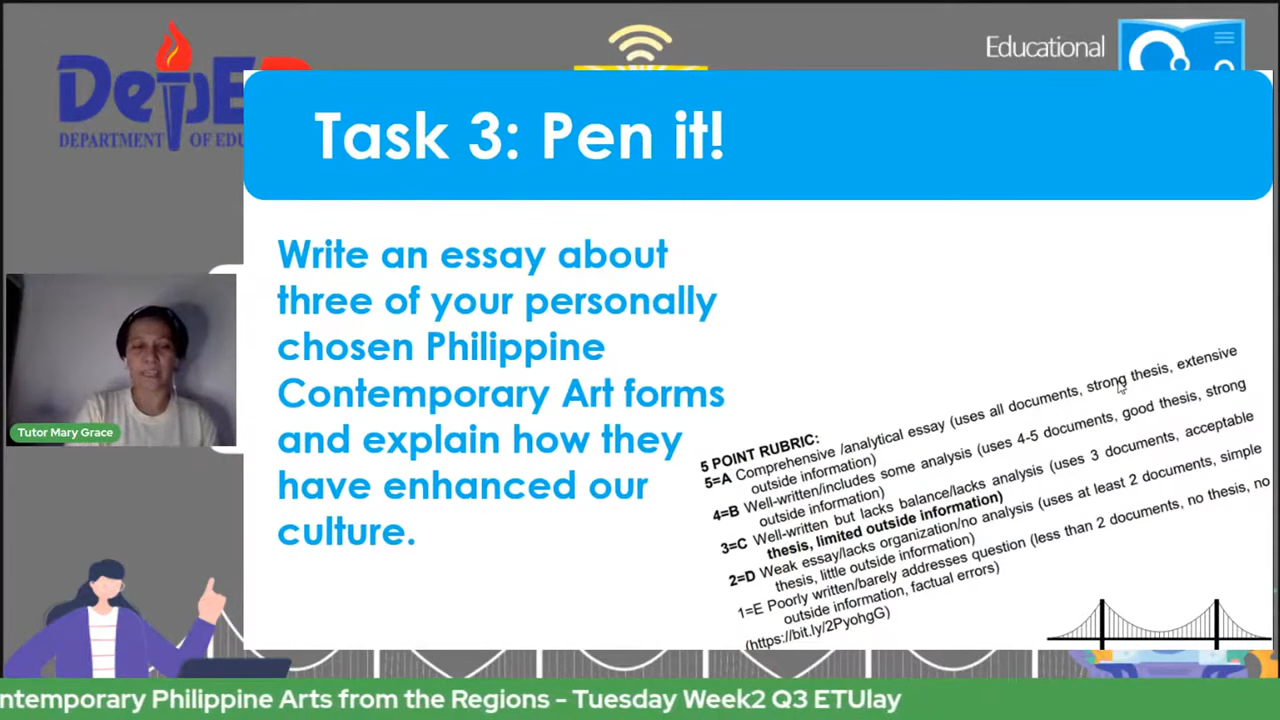 DepE
DEPARTMENT OF EDU
Educational
Task 3: Pen it!
Write an essay about
three of your personally
chosen Philippine
Contemporary Art forms
and explain how they
have enhanced our
culture.
5 POINT RUBRIC:
5=A Comprehensive /analytical essay (uses all documents, strong thesis, extensive
outside information)
4=B Well-written/includes some analysis (uses 4-5 documents, good thesis, strong
outside information)
3=C Well-written but lacks balance/lacks analysis (uses 3 documents, acceptable
thesis, limited outside information)
2=D Weak essay/lacks organization/no analysis (uses at least 2 documents, simple
thesis, little outside information)
1=E Poorly written/barely addresses question (less than 2 documents, no thesis, no
outside information, factual errors)
(https://bit.ly/2PyohgG)
Tutor Mary Grace
ntemporary Philippine Arts from the Regions - Tuesday Week2 Q3 ETUlay